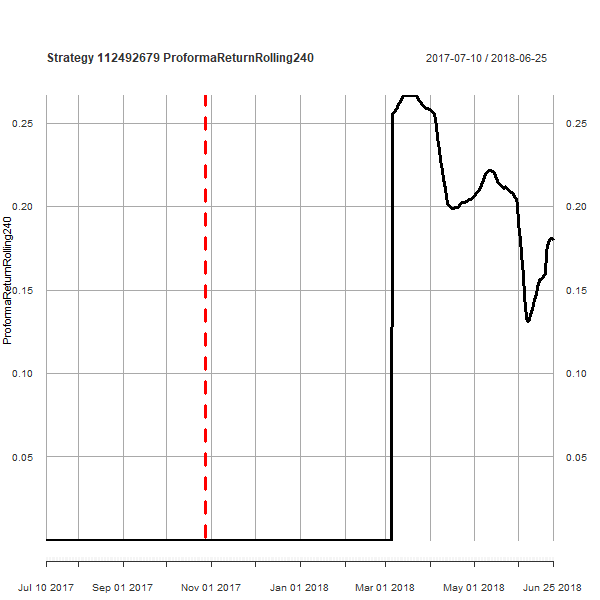 Strategy 112492679 ProformaReturnRolling240
2017-07-10 / 2018-06-25
ProformaReturnRolling240
0.25
0.25
0.20
0.20
0.15
0.15
0.10
0.10
0.05
0.05
Jul 10 2017
Sep 01 2017
Nov 01 2017
Jan 01 2018
Mar 01 2018
May 01 2018
Jun 25 2018